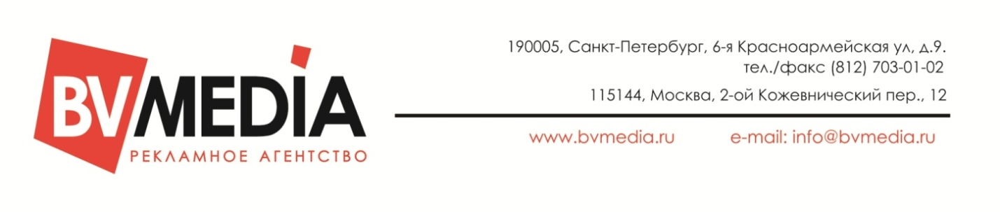 BVMEDIA
РЕКЛАМНОЕ АГЕНТСТВО
190005, Санкт-Петербург, 6-я Красноармейская ул, д.9.
тел./факс (812) 703-01-02
115144, Москва, 2-ой Кожевнический пер., 12
www.bvmedia.ru e-mail: info@bvmedia.ru